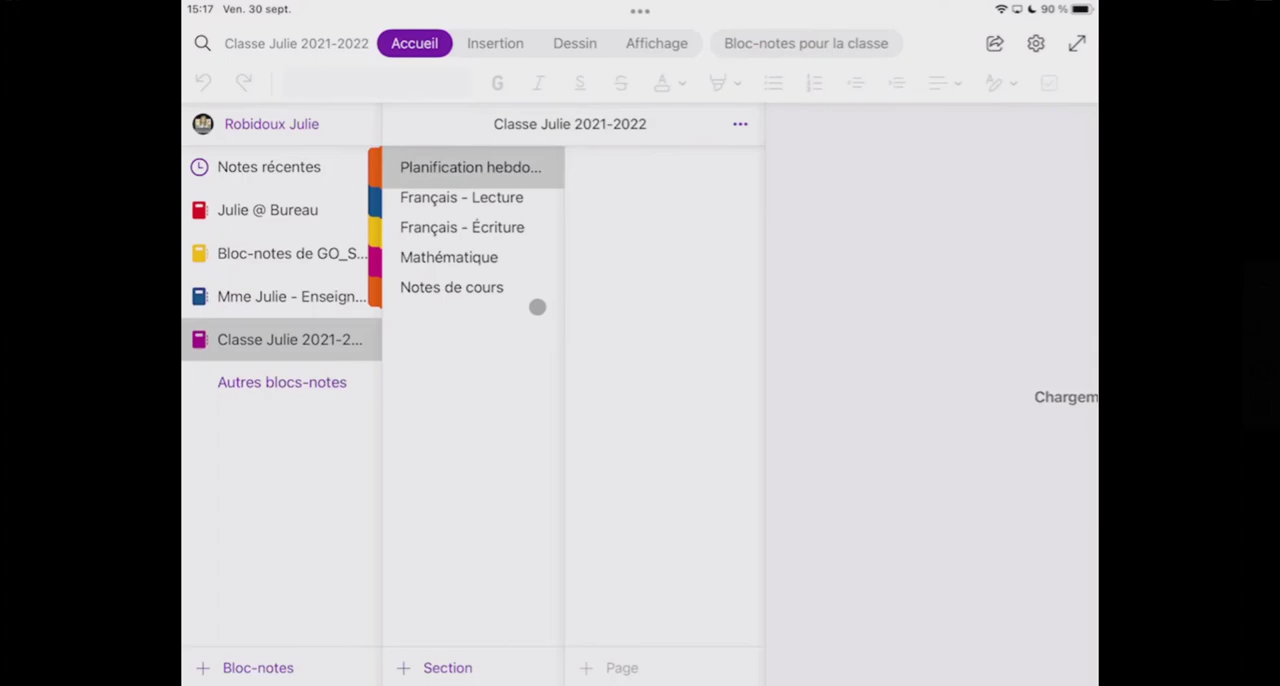 15:17 Ven. 30 sept.
90 %
Classe Julie 2021-2022 Accueil Insertion Dessin Affichage Bloc-notes pour la classe
G I S S A
Robidoux Julie
Classe Julie 2021-2022
Notes récentes
Julie @ Bureau
Bloc-notes de GO_S...
Mme Julie - Enseign...
Classe Julie 2021-2...
Autres blocs-notes
Planification hebdo...
Français - Lecture
Français - Écriture
Mathématique
Notes de cours
Chargem
+ Bloc-notes
+ Section
+ Page